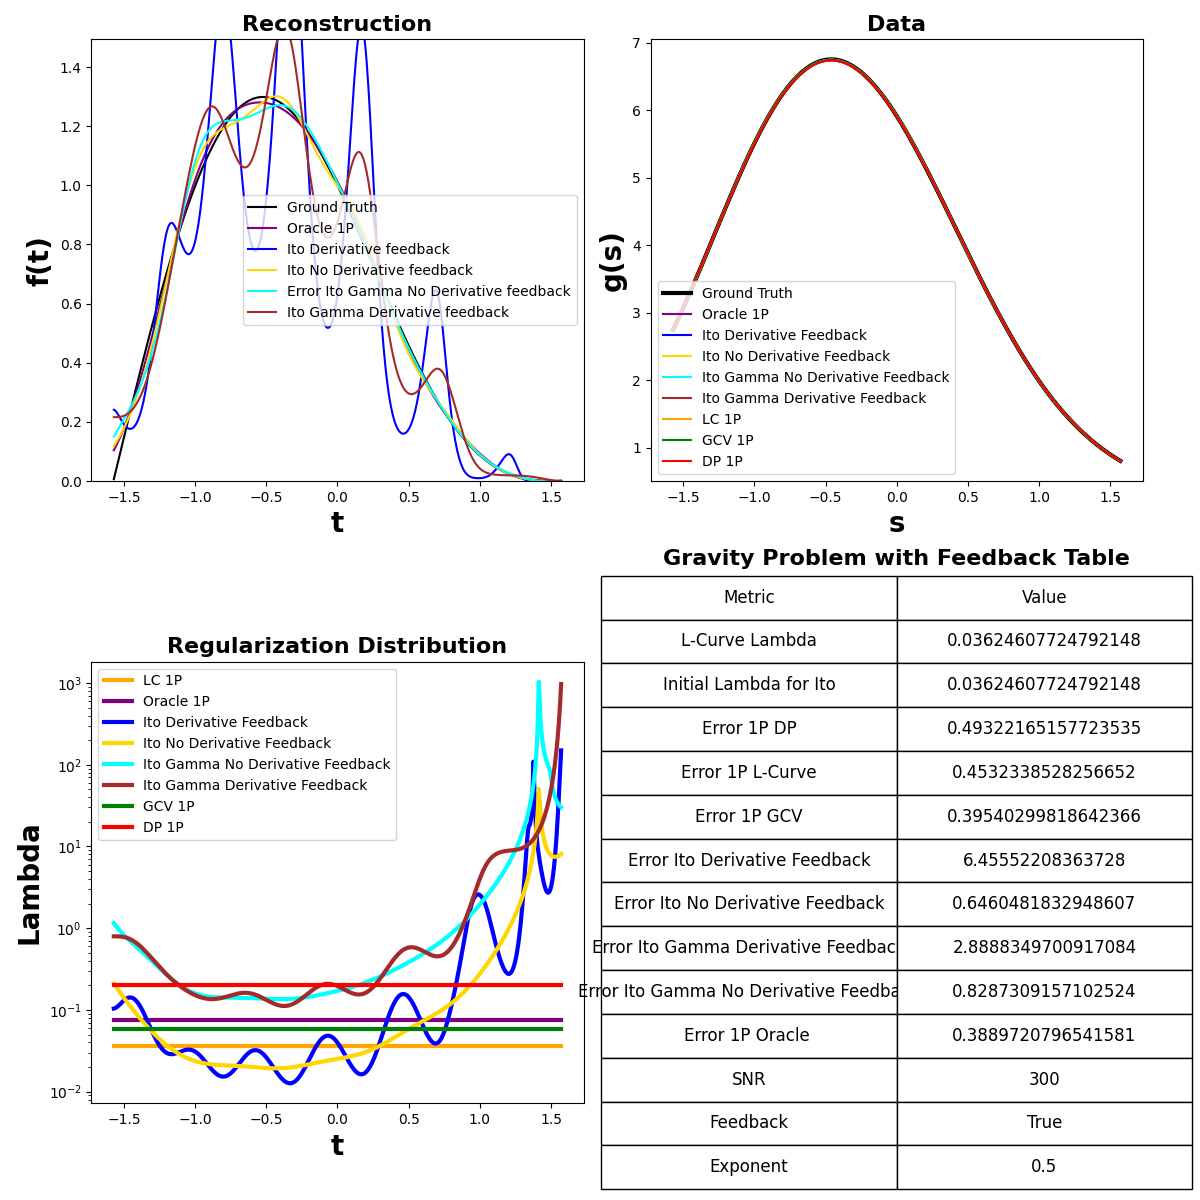 Reconstruction
f(t)
1.4
1.2
1.0
0.8
0.6
0.4
0.2
0.0
Ground Truth
Oracle 1P
Ito Derivative feedback
Ito No Derivative feedback
Error Ito Gamma No Derivative feedback
Ito Gamma Derivative feedback
−1.5 −1.0 −0.5 0.0 0.5 1.0 1.5
t
Data
g(s)
7
6
5
4
3
2
1
Ground Truth
Oracle 1P
Ito Derivative Feedback
Ito No Derivative Feedback
Ito Gamma No Derivative Feedback
Ito Gamma Derivative Feedback
LC 1P
GCV 1P
DP 1P
−1.5 −1.0 −0.5 0.0 0.5 1.0 1.5
s
Regularization Distribution
Lambda
10³
10²
10¹
10⁰
10⁻¹
10⁻²
LC 1P
Oracle 1P
Ito Derivative Feedback
Ito No Derivative Feedback
Ito Gamma No Derivative Feedback
Ito Gamma Derivative Feedback
GCV 1P
DP 1P
−1.5 −1.0 −0.5 0.0 0.5 1.0 1.5
t
Gravity Problem with Feedback Table
Metric Value
L-Curve Lambda 0.03624607724792148
Initial Lambda for Ito 0.03624607724792148
Error 1P DP 0.49322165157723535
Error 1P L-Curve 0.4532338528256652
Error 1P GCV 0.39540299818642366
Error Ito Derivative Feedback 6.45552208363728
Error Ito No Derivative Feedback 0.6460481832948607
Error Ito Gamma Derivative Feedbac 2.8888349700917084
Error Ito Gamma No Derivative Feedba 0.8287309157102524
Error 1P Oracle 0.3889720796541581
SNR 300
Feedback True
Exponent 0.5